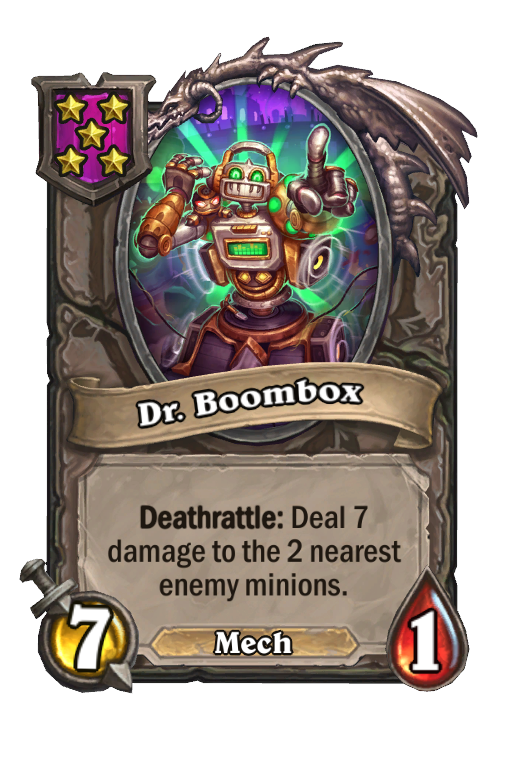 Dr. Boombox
Deathrattle: Deal 7
damage to the 2 nearest
enemy minions.
7
Mech
1